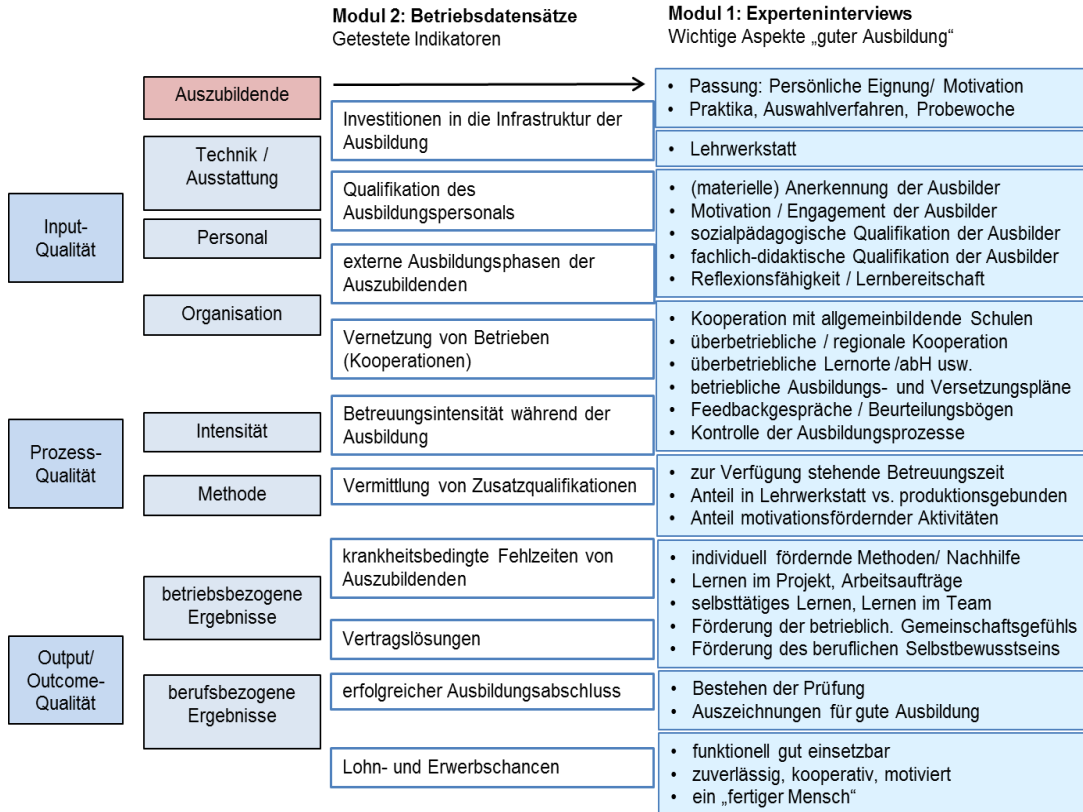 Modul 2: Betriebsdatensätze
Getestete Indikatoren
Modul 1: Experteninterviews
Wichtige Aspekte „guter Ausbildung“
Input-
Qualität
Prozess-
Qualität
Output/
Outcome-
Qualität
Auszubildende
Technik /
Ausstattung
Personal
Organisation
Intensität
Methode
betriebsbezogene
Ergebnisse
berufsbezogene
Ergebnisse
Investitionen in die Infrastruktur der
Ausbildung
Qualifikation des
Ausbildungspersonals
externe Ausbildungsphasen der
Auszubildenden
Vernetzung von Betrieben
(Kooperationen)
Betreuungsintensität während der
Ausbildung
Vermittlung von Zusatzqualifikationen
krankheitsbedingte Fehlzeiten von
Auszubildenden
Vertragslösungen
erfolgreicher Ausbildungsabschluss
Lohn- und Erwerbschancen
• Passung: Persönliche Eignung/ Motivation
• Praktika, Auswahlverfahren, Probewoche
• Lehrwerkstatt
• (materielle) Anerkennung der Ausbilder
• Motivation / Engagement der Ausbilder
• sozialpädagogische Qualifikation der Ausbilder
• fachlich-didaktische Qualifikation der Ausbilder
• Reflexionsfähigkeit / Lernbereitschaft
• Kooperation mit allgemeinbildende Schulen
• überbetriebliche / regionale Kooperation
• überbetriebliche Lernorte /abH usw.
• betriebliche Ausbildungs- und Versetzungspläne
• Feedbackgespräche / Beurteilungsbögen
• Kontrolle der Ausbildungsprozesse
• zur Verfügung stehende Betreuungszeit
• Anteil in Lehrwerkstatt vs. produktionsgebunden
• Anteil motivationsfördernder Aktivitäten
• individuell fördernde Methoden/ Nachhilfe
• Lernen im Projekt, Arbeitsaufträge
• selbsttätiges Lernen, Lernen im Team
• Förderung der betrieblich. Gemeinschaftsgefühls
• Förderung des beruflichen Selbstbewusstseins
• Bestehen der Prüfung
• Auszeichnungen für gute Ausbildung
• funktionell gut einsetzbar
• zuverlässig, kooperativ, motiviert
• ein „fertiger Mensch“